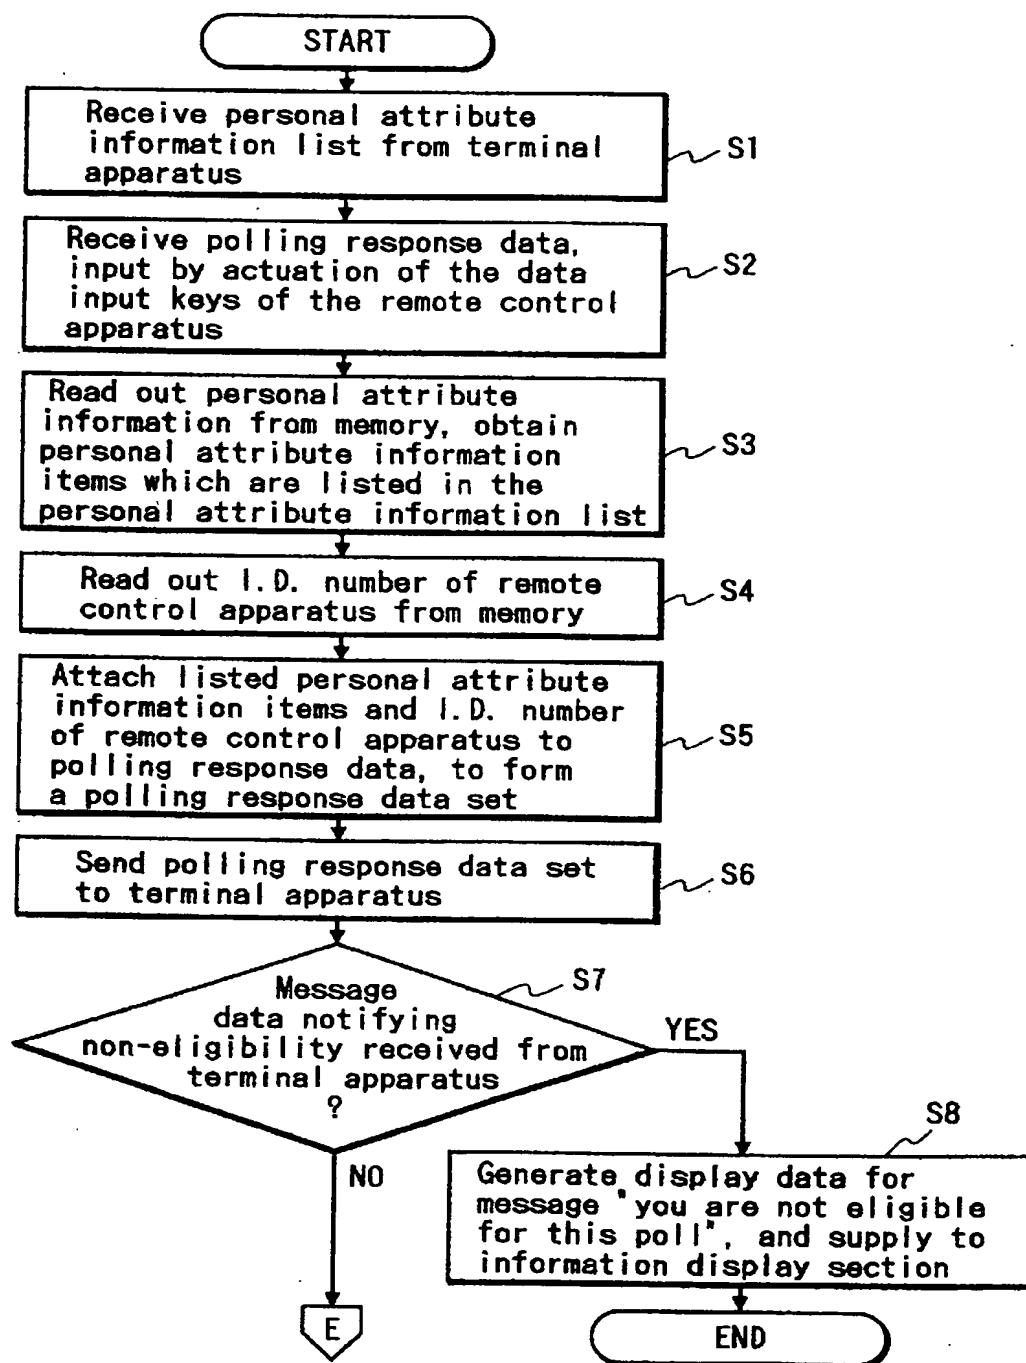 START
Receive personal attribute
information list from terminal
apparatus
S1
Receive polling response data,
input by actuation of the data
input keys of the remote control
apparatus
S2
Read out personal attribute
information from memory, obtain
personal attribute information
items which are listed in the
personal attribute information list
S3
Read out I.D. number of remote
control apparatus from memory
S4
Attach listed personal attribute
information items and I.D. number
of remote control apparatus to
polling response data, to form
a polling response data set
S5
Send polling response data set
to terminal apparatus
S6
Message
data notifying
non-eligibility received from
terminal apparatus
?
S7
YES
NO
S8
Generate display data for
message "you are not eligible
for this poll", and supply to
information display section
E
END